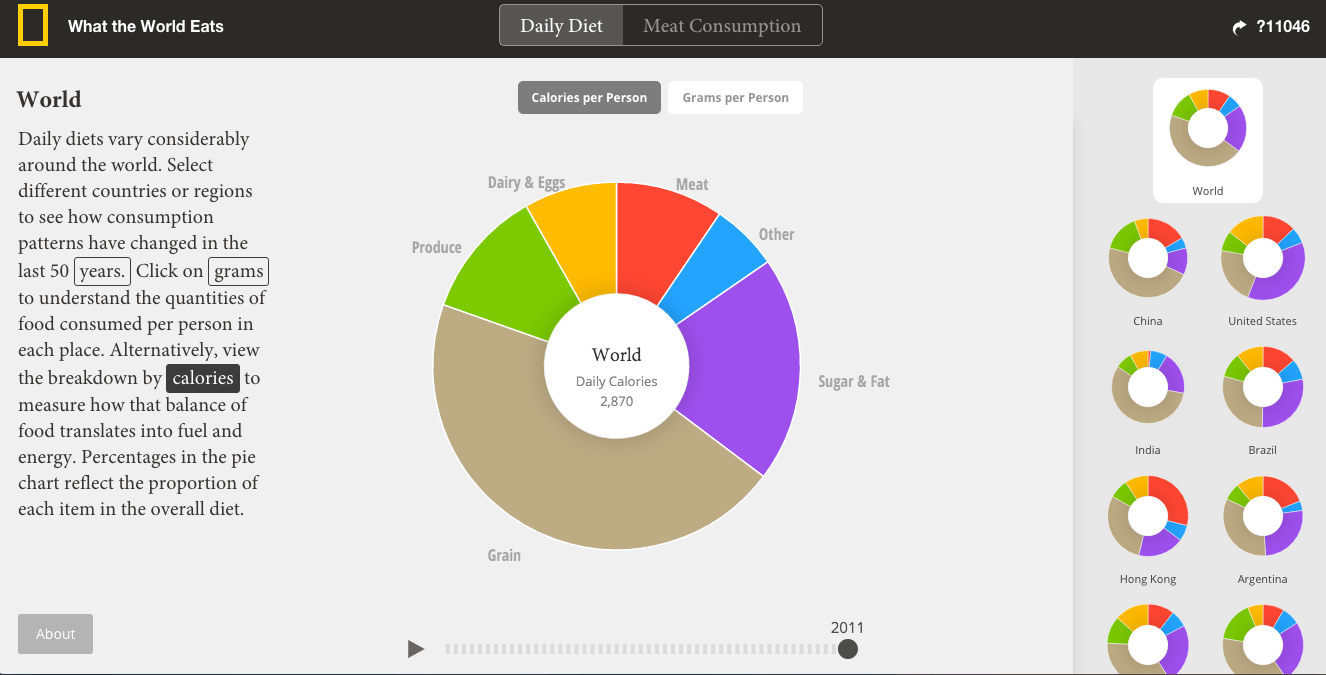 What the World Eats
Daily Diet
Meat Consumption
?11046
World
Daily diets vary considerably
around the world. Select
different countries or regions
to see how consumption
patterns have changed in the
last 50 years. Click on grams
to understand the quantities of
food consumed per person in
each place. Alternatively, view
the breakdown by calories to
measure how that balance of
food translates into fuel and
energy. Percentages in the pie
chart reflect the proportion of
each item in the overall diet.
About
Calories per Person
Grams per Person
Dairy & Eggs
Meat
Other
Produce
Sugar & Fat
Grain
World
Daily Calories
2,870
2011
World
China
United States
India
Brazil
Hong Kong
Argentina